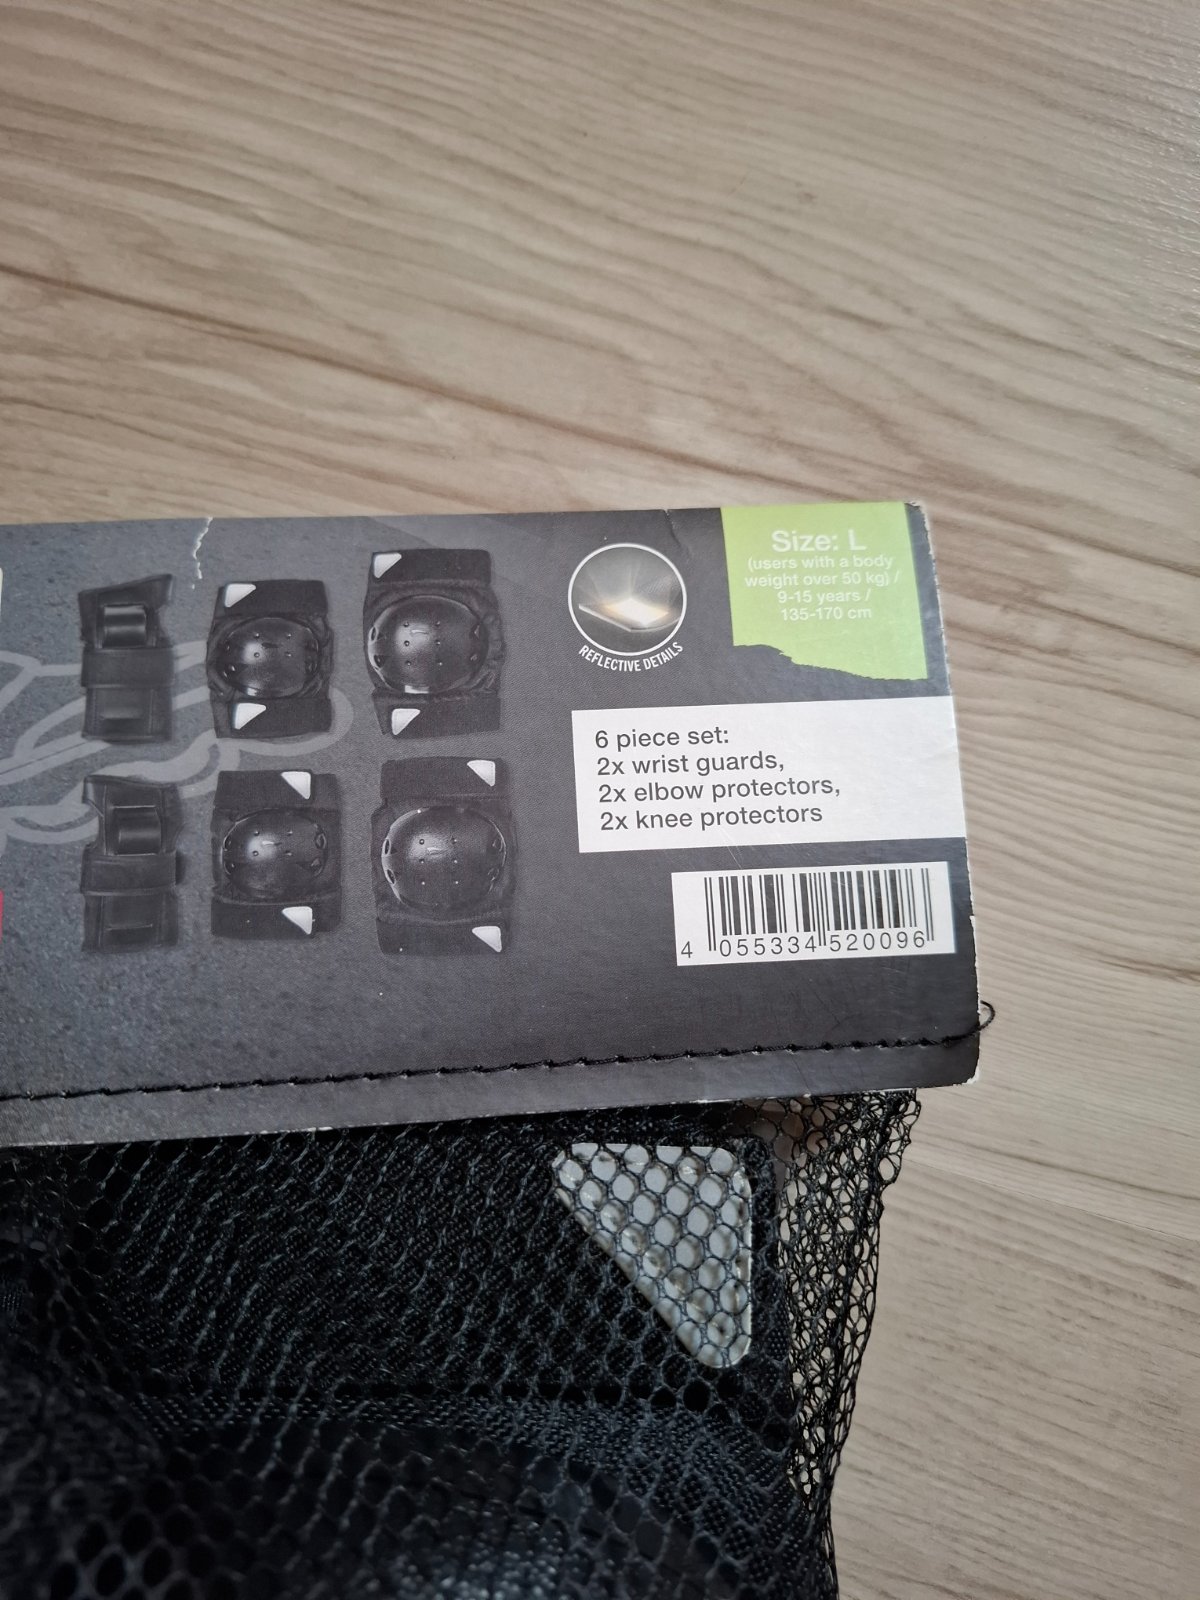 Size: L
(users with a body
weight over 50 kg) /
9-15 years /
135-170 cm
REFLECTIVE DETAILS
6 piece set:
2x wrist guards,
2x elbow protectors,
2x knee protectors
4 055334 520096